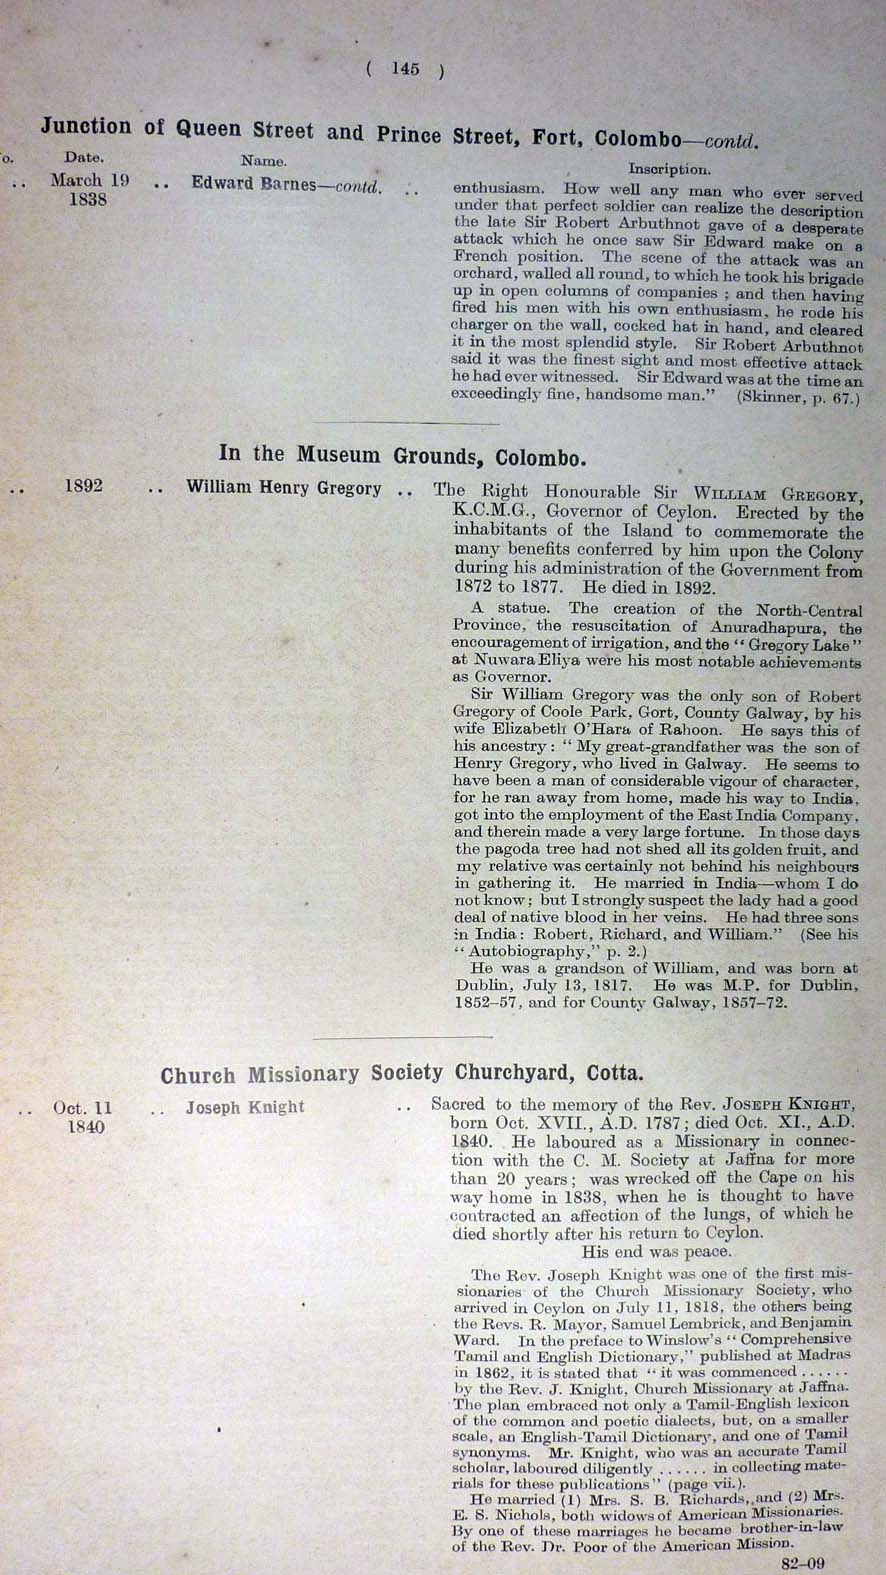 ( 145 )
Junction of Queen Street and Prince Street, Fort, Colombo—contd.
o. Date. Name. Inscription.
.. March 19 .. Edward Barnes—contd. .. enthusiasm. How well any man who ever served
1838 under that perfect soldier can realize the description
the late Sir Robert Arbuthnot gave of a desperate
attack which he once saw Sir Edward make on a
French position. The scene of the attack was an
orchard, walled all round, to which he took his brigade
up in open columns of companies ; and then having
fired his men with his own enthusiasm, he rode his
charger on the wall, cocked hat in hand, and cleared
it in the most splendid style. Sir Robert Arbuthnot
said it was the finest sight and most effective attack
he had ever witnessed. Sir Edward was at the time an
exceedingly fine, handsome man.” (Skinner, p. 67.)
In the Museum Grounds, Colombo.
.. 1892 .. William Henry Gregory .. The Right Honourable Sir WILLIAM GREGORY,
K.C.M.G., Governor of Ceylon. Erected by the
inhabitants of the Island to commemorate the
many benefits conferred by him upon the Colony
during his administration of the Government from
1872 to 1877. He died in 1892.
A statue. The creation of the North-Central
Province, the resuscitation of Anuradhapura, the
encouragement of irrigation, and the “ Gregory Lake ”
at Nuwara Eliya were his most notable achievements
as Governor.
Sir William Gregory was the only son of Robert
Gregory of Coole Park, Gort, County Galway, by his
wife Elizabeth O'Hara of Rahoon. He says this of
his ancestry : “ My great-grandfather was the son of
Henry Gregory, who lived in Galway. He seems to
have been a man of considerable vigour of character,
for he ran away from home, made his way to India,
got into the employment of the East India Company,
and therein made a very large fortune. In those days
the pagoda tree had not shed all its golden fruit, and
my relative was certainly not behind his neighbours
in gathering it. He married in India—whom I do
not know ; but I strongly suspect the lady had a good
deal of native blood in her veins. He had three sons
in India : Robert, Richard, and William.” (See his
“ Autobiography,” p. 2.)
He was a grandson of William, and was born at
Dublin, July 13, 1817. He was M.P. for Dublin,
1852–57, and for County Galway, 1857–72.
Church Missionary Society Churchyard, Cotta.
.. Oct. 11 .. Joseph Knight .. Sacred to the memory of the Rev. JOSEPH KNIGHT,
1840 born Oct. XVII., A.D. 1787 ; died Oct. XI., A.D.
1840. He laboured as a Missionary in connec-
tion with the C. M. Society at Jaffna for more
than 20 years ; was wrecked off the Cape on his
way home in 1838, when he is thought to have
contracted an affection of the lungs, of which he
died shortly after his return to Ceylon.
His end was peace.
The Rev. Joseph Knight was one of the first mis-
sionaries of the Church Missionary Society, who
arrived in Ceylon on July 11, 1818, the others being
the Revs. R. Mayor, Samuel Lembrick, and Benjamin
Ward. In the preface to Winslow's “ Comprehensive
Tamil and English Dictionary,” published at Madras
in 1862, it is stated that “ it was commenced ......
by the Rev. J. Knight, Church Missionary at Jaffna.
The plan embraced not only a Tamil-English lexicon
of the common and poetic dialects, but, on a smaller
scale, an English-Tamil Dictionary, and one of Tamil
synonyms. Mr. Knight, who was an accurate Tamil
scholar, laboured diligently ...... in collecting mate-
rials for these publications ” (page vii.).
He married (1) Mrs. S. B. Richards, and (2) Mrs.
E. S. Nichols, both widows of American Missionaries.
By one of these marriages he became brother-in-law
of the Rev. Dr. Poor of the American Mission.
82–09